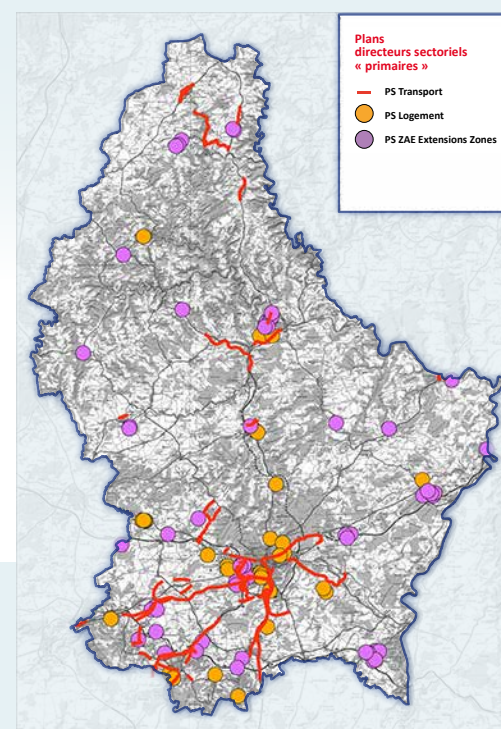 Plans
directeurs sectoriels
« primaires »
PS Transport
PS Logement
PS ZAE Extensions Zones